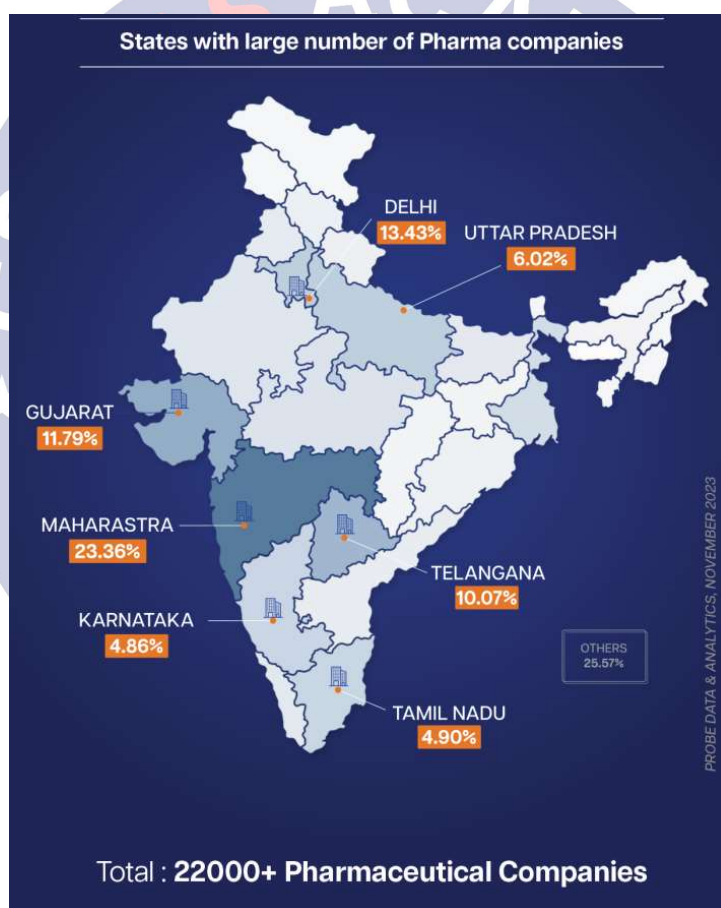 States with large number of Pharma companies
DELHI
13.43%
UTTAR PRADESH
6.02%
GUJARAT
11.79%
MAHARASTRA
23.36%
TELANGANA
10.07%
KARNATAKA
4.86%
OTHERS
25.57%
TAMIL NADU
4.90%
PROBE DATA & ANALYTICS, NOVEMBER 2023
Total : 22000+ Pharmaceutical Companies